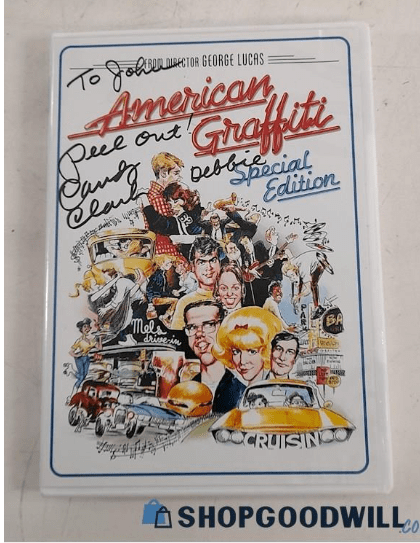 FROM DIRECTOR GEORGE LUCAS
To John
American
Graffiti
Peel out!
Candy
Clark
Debbie
Special
Edition
Mel's
drive-in
CRUISIN
SHOPGOODWILL.CO